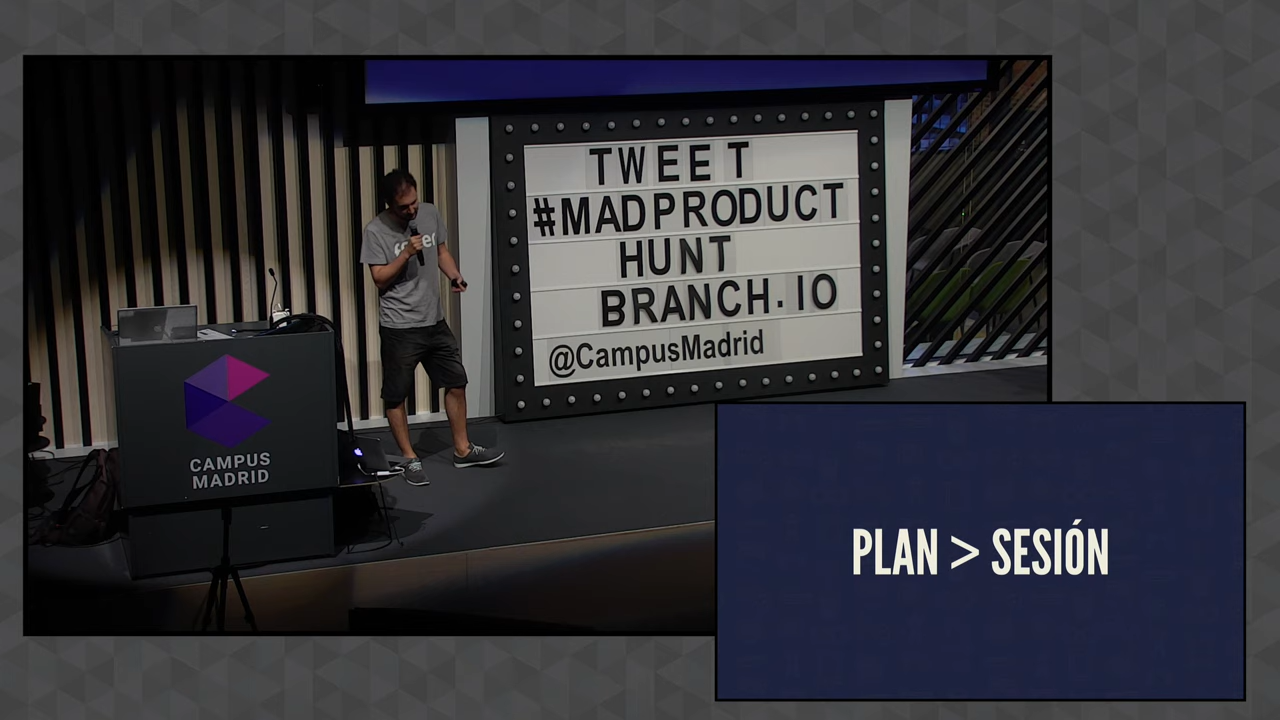 TWEET
#MADPRODUCT
HUNT
BRANCH.IO
@CampusMadrid
CAMPUS
MADRID
PLAN > SESIÓN